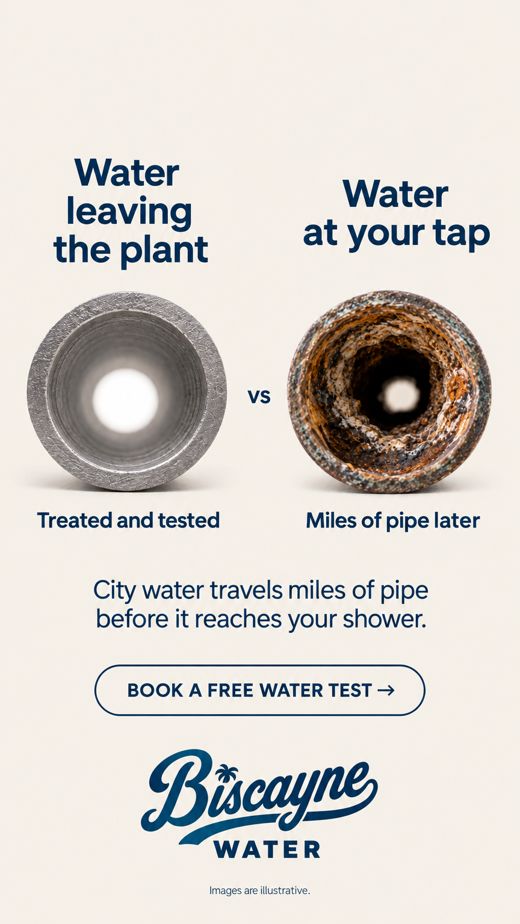 Water
leaving
the plant
Water
at your tap
vs
Treated and tested
Miles of pipe later
City water travels miles of pipe
before it reaches your shower.
BOOK A FREE WATER TEST →
Biscayne
WATER
Images are illustrative.